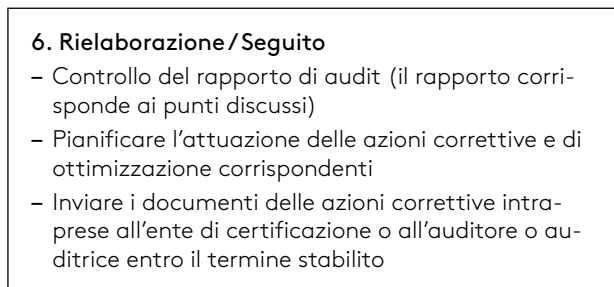 6. Rielaborazione/Seguito
– Controllo del rapporto di audit (il rapporto corri-
sponde ai punti discussi)
– Pianificare l'attuazione delle azioni correttive e di
ottimizzazione corrispondenti
– Inviare i documenti delle azioni correttive intra-
prese all'ente di certificazione o all'auditore o au-
ditrice entro il termine stabilito